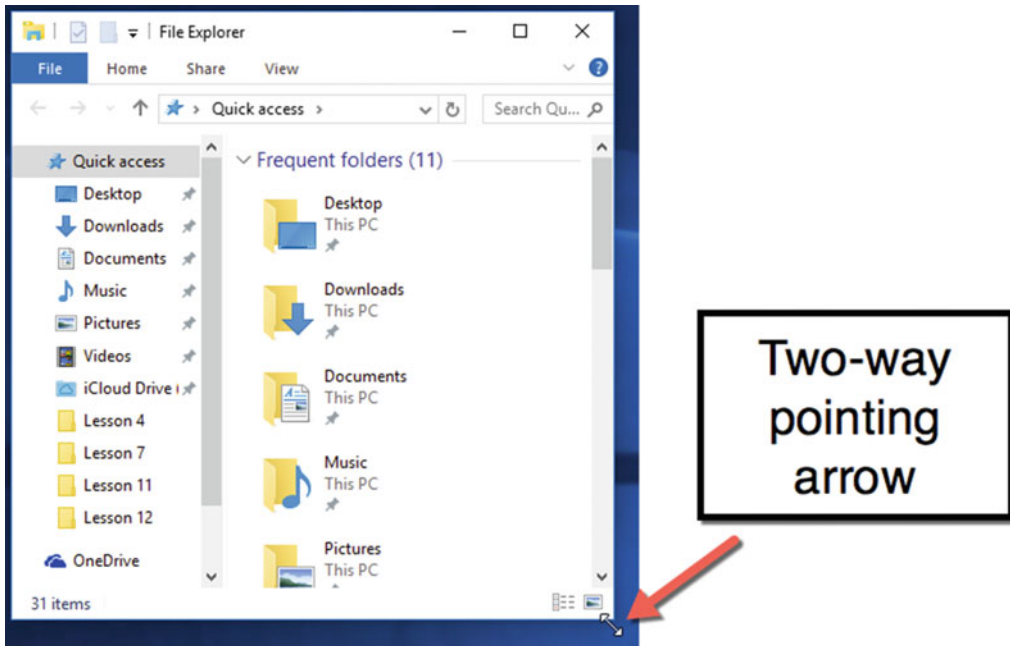 File Explorer
File Home Share View
Quick access
Search Qu...
Quick access
Desktop
Downloads
Documents
Music
Pictures
Videos
iCloud Drive
Lesson 4
Lesson 7
Lesson 11
Lesson 12
OneDrive
Frequent folders (11)
Desktop
This PC
Downloads
This PC
Documents
This PC
Music
This PC
Pictures
This PC
31 items
Two-way
pointing
arrow